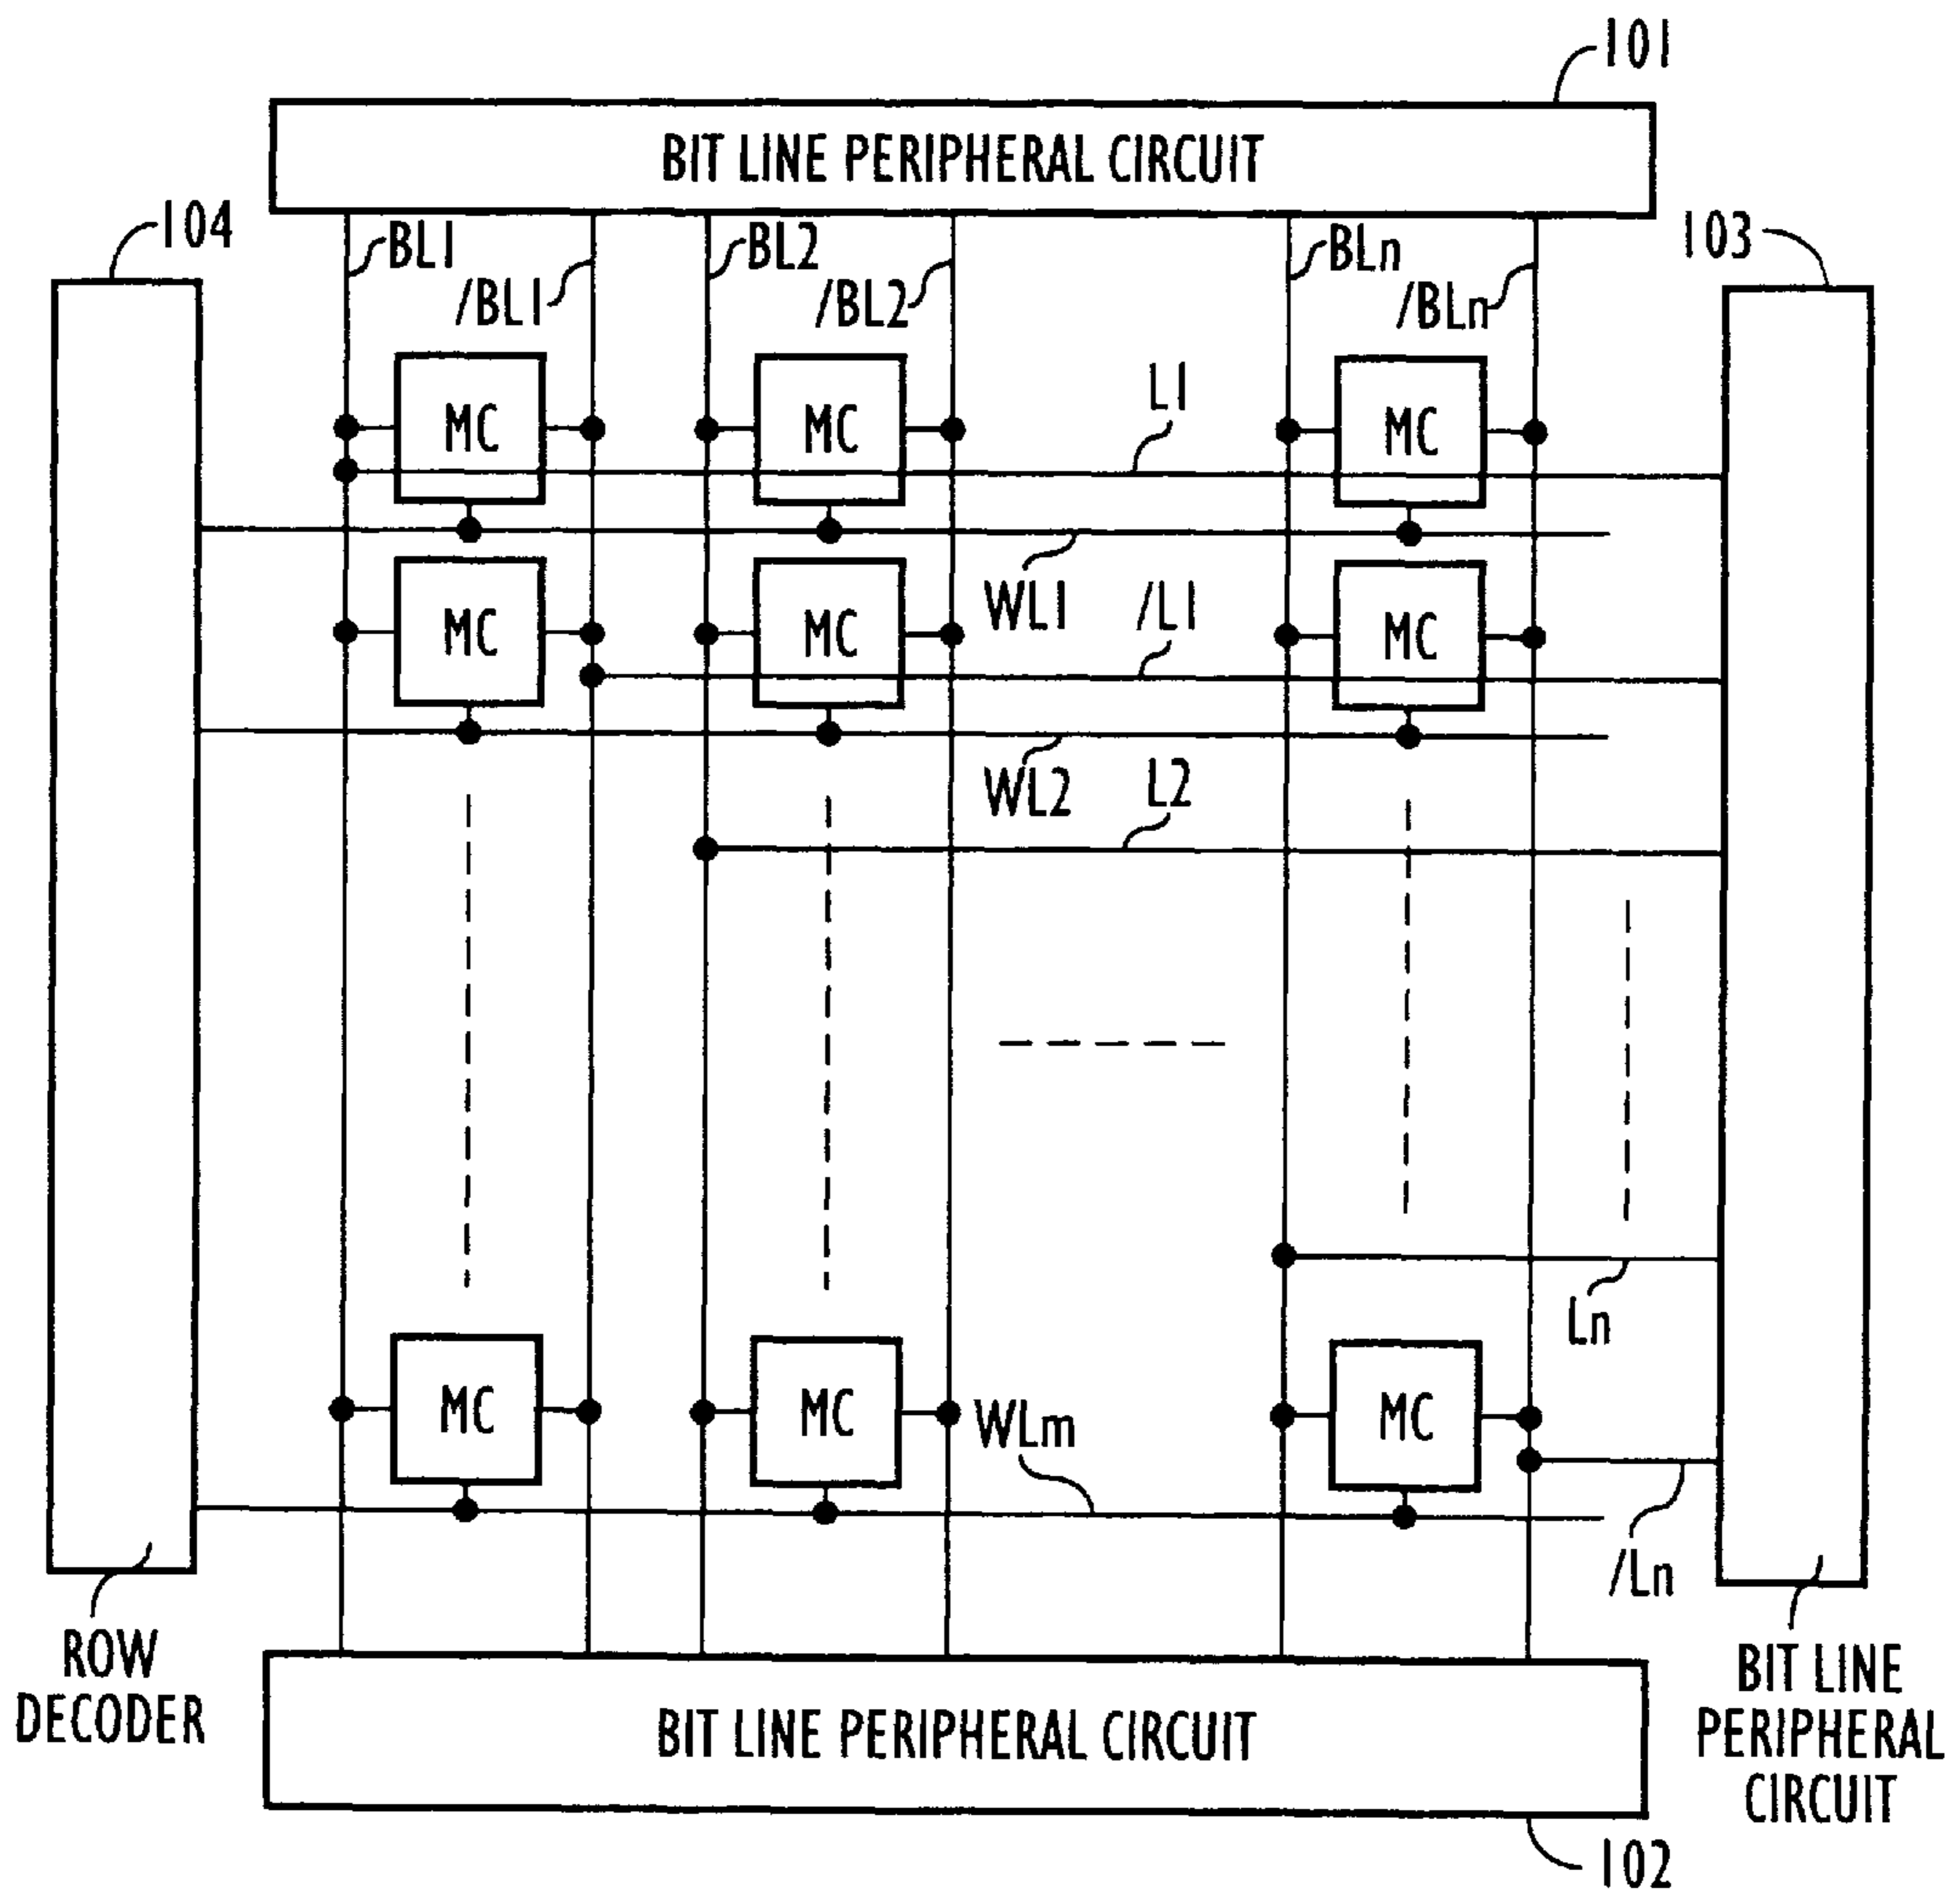 101
BIT LINE PERIPHERAL CIRCUIT
104
103
BL1
/BL1
BL2
/BL2
BLn
/BLn
MC
MC
MC
L1
WL1
/L1
MC
MC
MC
WL2
L2
Ln
MC
MC
MC
WLm
/Ln
ROW
DECODER
BIT LINE
PERIPHERAL
CIRCUIT
BIT LINE PERIPHERAL CIRCUIT
102